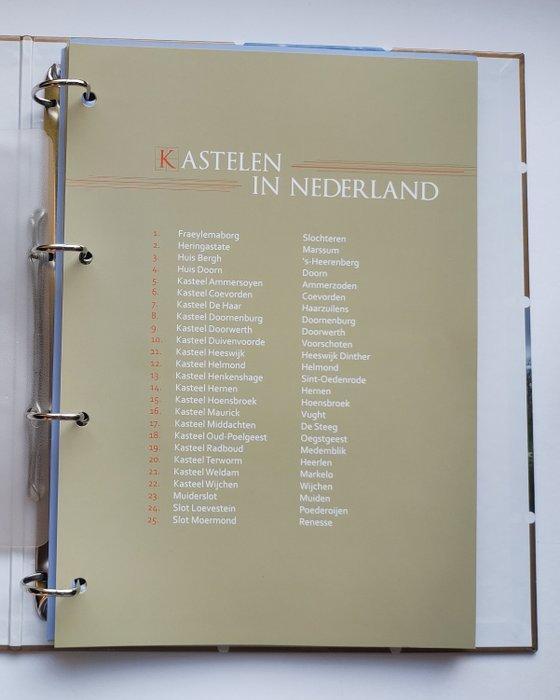 KASTELEN
IN NEDERLAND
1. Fraeylemaborg Slochteren
2. Heringastate Marssum
3 Huis Bergh 's-Heerenberg
4. Huis Doorn Doorn
5. Kasteel Ammersoyen Ammerzoden
6. Kasteel Coevorden Coevorden
7. Kasteel De Haar Haarzuilens
8. Kasteel Doornenburg Doornenburg
9. Kasteel Doorwerth Doorwerth
10. Kasteel Duivenvoorde Voorschoten
11. Kasteel Heeswijk Heeswijk Dinther
12. Kasteel Helmond Helmond
13. Kasteel Henkenshage Sint-Oedenrode
14. Kasteel Hernen Hernen
15. Kasteel Hoensbroek Hoensbroek
16. Kasteel Maurick Vught
17. Kasteel Middachten De Steeg
18. Kasteel Oud-Poelgeest Oegstgeest
19. Kasteel Radboud Medemblik
20. Kasteel Terworm Heerlen
21. Kasteel Weldam Markelo
22. Kasteel Wijchen Wijchen
23. Muiderslot Muiden
24. Slot Loevestein Poederoijen
25. Slot Moermond Renesse